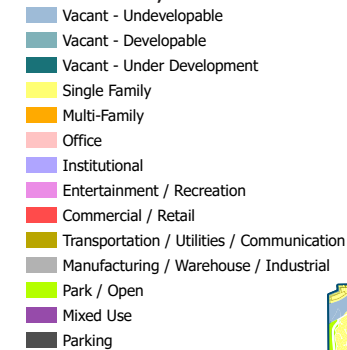 Vacant - Undevelopable
Vacant - Developable
Vacant - Under Development
Single Family
Multi-Family
Office
Institutional
Entertainment / Recreation
Commercial / Retail
Transportation / Utilities / Communication
Manufacturing / Warehouse / Industrial
Park / Open
Mixed Use
Parking